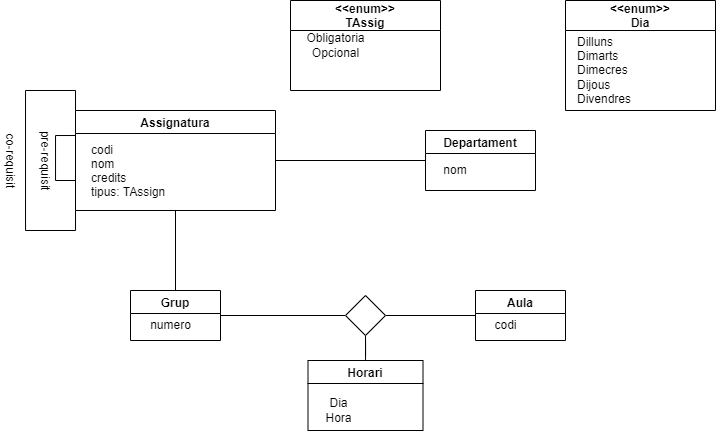 <<enum>>
TAssig
Obligatoria
Opcional
<<enum>>
Dia
Dilluns
Dimarts
Dimecres
Dijous
Divendres
co-requisit
pre-requisit
Assignatura
codi
nom
credits
tipus: TAssign
Departament
nom
Grup
numero
Aula
codi
Horari
Dia
Hora